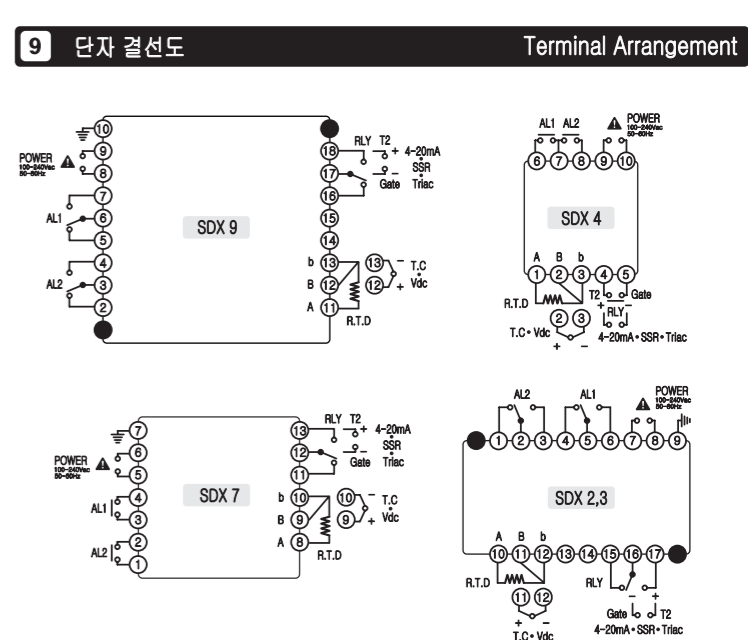 9 단자 결선도 Terminal Arrangement
10
9
8
7
6
5
4
3
2
POWER
100-240Vac
50-60Hz
AL1
AL2
SDX 9
18
17
16
15
14
b 13
B 12
A 11
RLY T2
+ 4-20mA
SSR
− Triac
Gate
13 − T.C
12 + Vdc
R.T.D
AL1 AL2
POWER
100-240Vac
50-60Hz
6 7 8 9 10
SDX 4
A B b
1 2 3 4 5
R.T.D
T2 Gate
+ RLY −
2 3
T.C • Vdc
+ −
4-20mA • SSR • Triac
7
6
5
4
3
2
1
POWER
100-240Vac
50-60Hz
AL1
AL2
SDX 7
13
12
11
b 10
B 9
A 8
RLY T2
+ 4-20mA
SSR
− Triac
Gate
10 − T.C
9 + Vdc
R.T.D
AL2 AL1
POWER
100-240Vac
50-60Hz
1 2 3 4 5 6 7 8 9
SDX 2,3
A B b
10 11 12 13 14 15 16 17
R.T.D
RLY
11 12
− +
Gate T2
+ −
T.C • Vdc
4-20mA • SSR • Triac